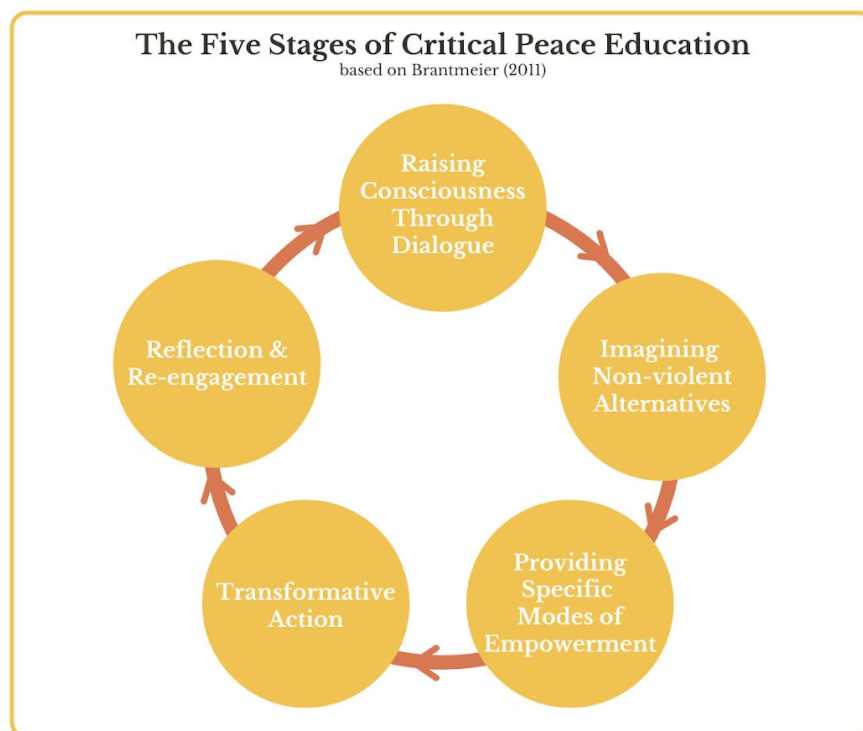 The Five Stages of Critical Peace Education
based on Brantmeier (2011)
Raising
Consciousness
Through
Dialogue
Imagining
Non-violent
Alternatives
Providing
Specific
Modes of
Empowerment
Transformative
Action
Reflection &
Re-engagement